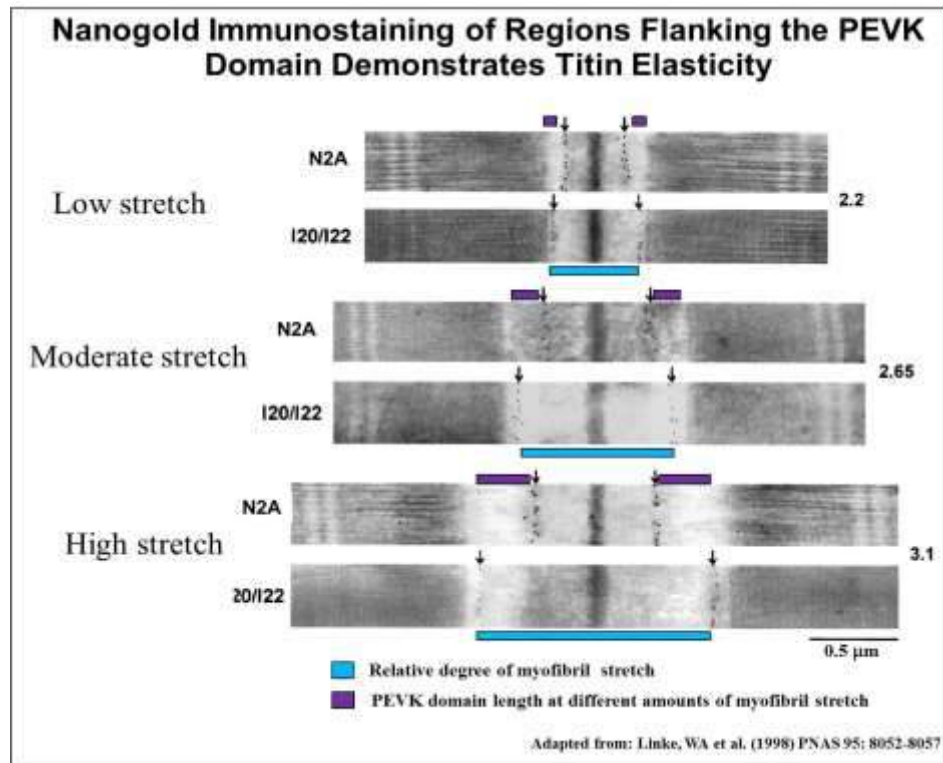 Nanogold Immunostaining of Regions Flanking the PEVK
Domain Demonstrates Titin Elasticity
N2A
Low stretch
2.2
I20/I22
N2A
Moderate stretch
2.65
I20/I22
N2A
High stretch
3.1
20/I22
0.5 μm
Relative degree of myofibril stretch
PEVK domain length at different amounts of myofibril stretch
Adapted from: Linke, WA et al. (1998) PNAS 95: 8052-8057